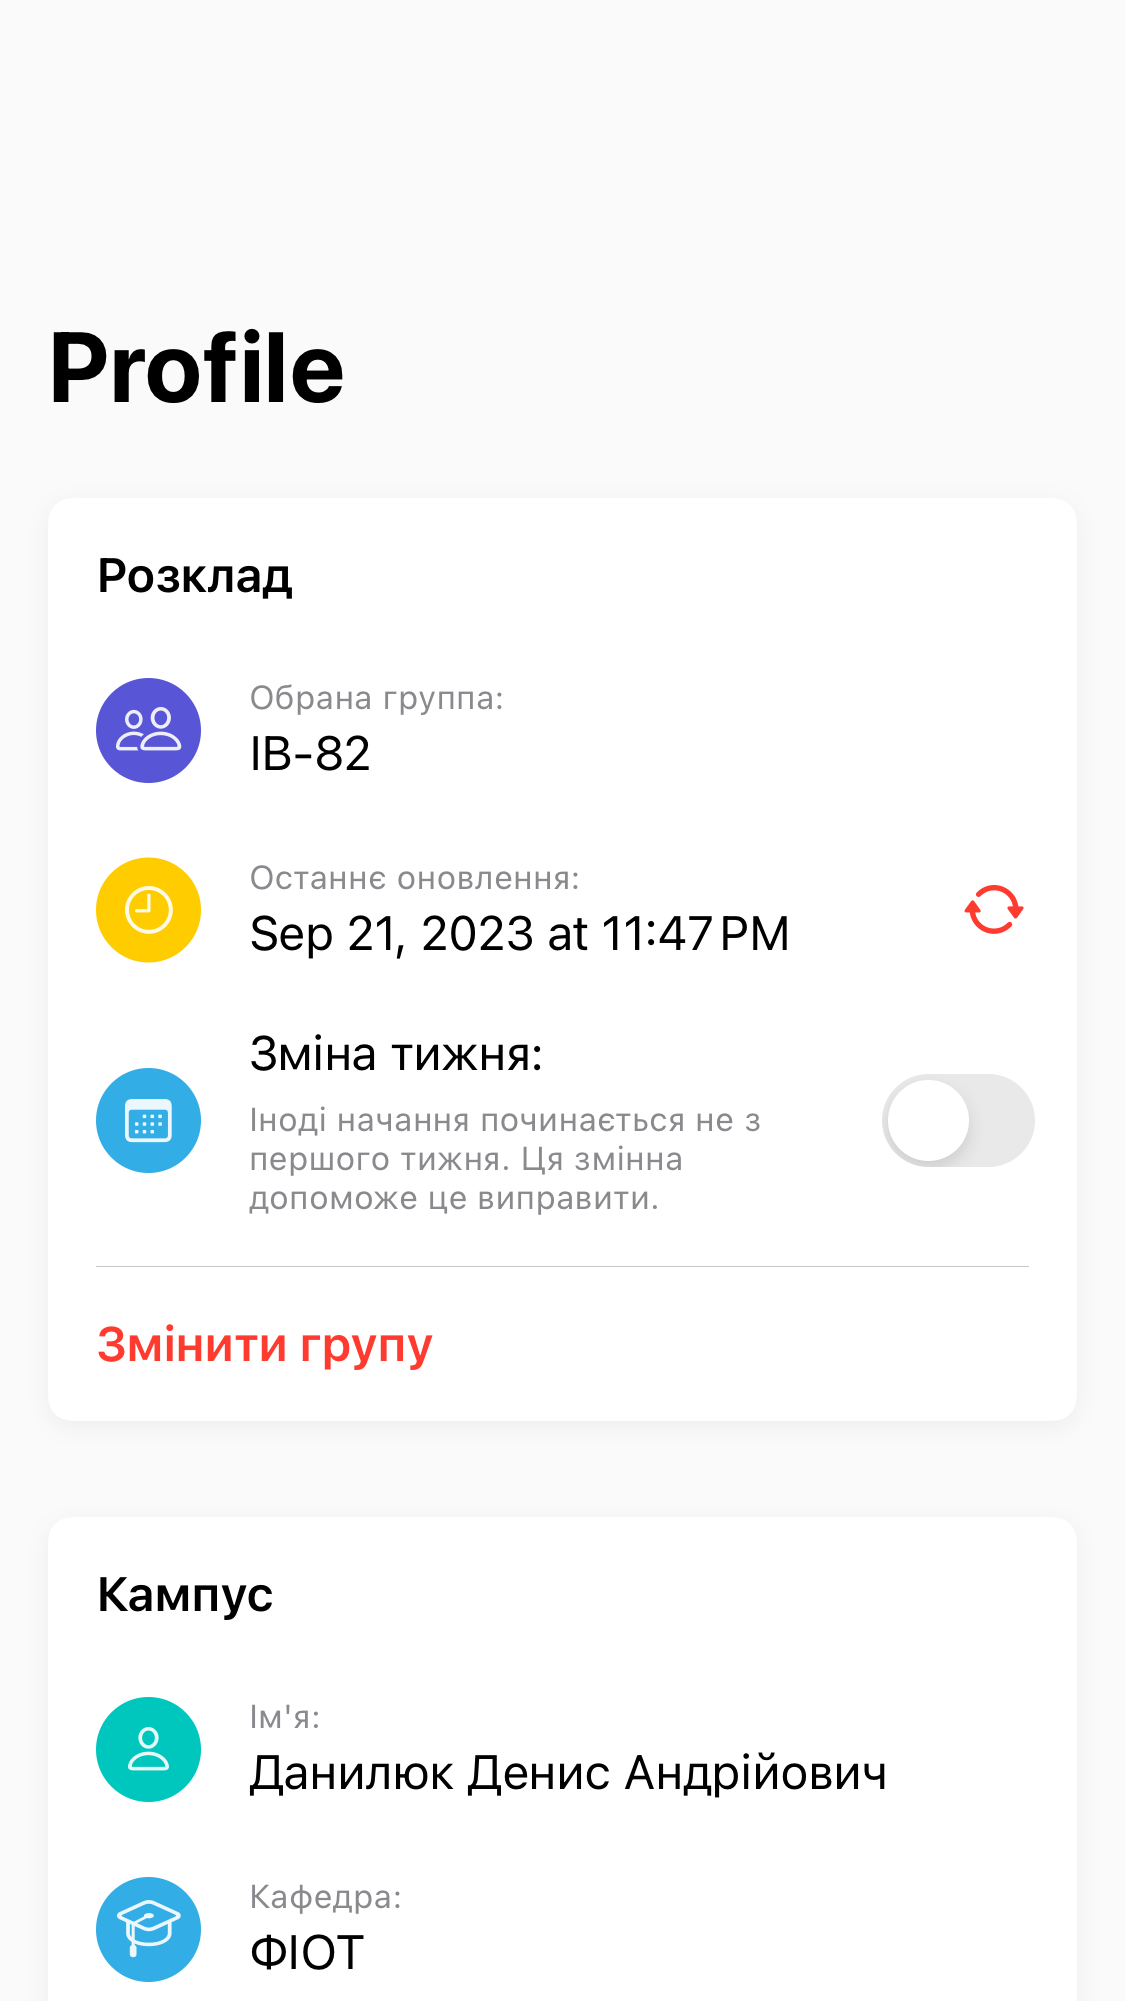 Profile
Розклад
Обрана группа:
ІВ-82
Останнє оновлення:
Sep 21, 2023 at 11:47 PM
Зміна тижня:
Іноді начання починається не з
першого тижня. Ця змінна
допоможе це виправити.
Змінити групу
Кампус
Ім'я:
Данилюк Денис Андрійович
Кафедра:
ФІОТ